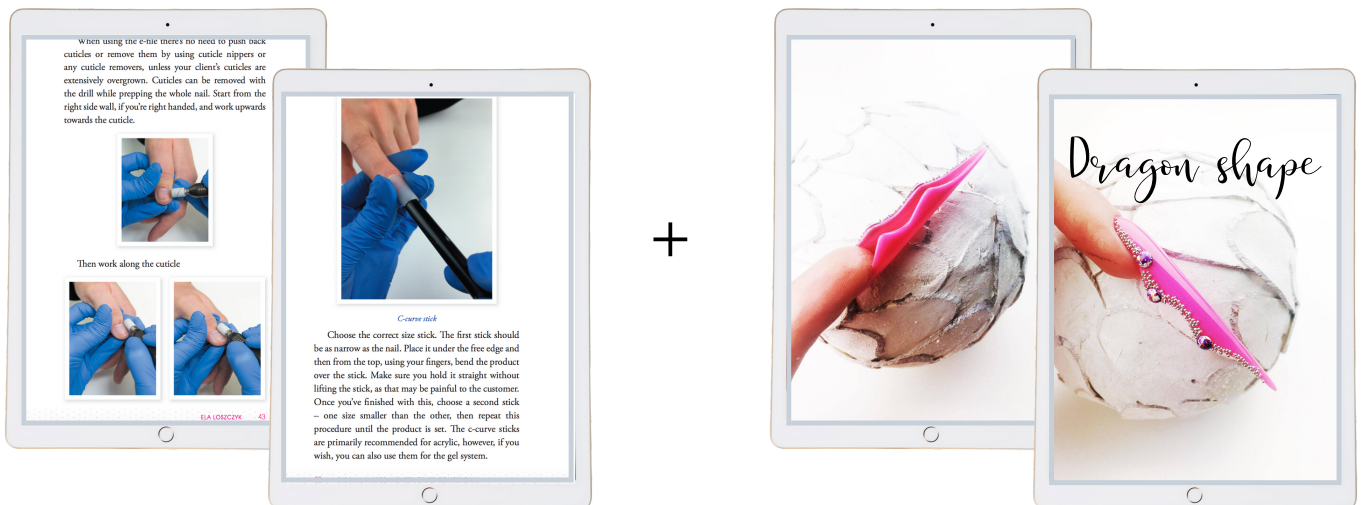 When using the e-file there's no need to push back
cuticles or remove them by using cuticle nippers or
any cuticle removers, unless your client's cuticles are
extensively overgrown. Cuticles can be removed with
the drill while prepping the whole nail. Start from the
right side wall, if you're right handed, and work upwards
towards the cuticle.
Then work along the cuticle
ELA LOSZCZYK 43
C-curve stick
Choose the correct size stick. The first stick should
be as narrow as the nail. Place it under the free edge and
then from the top, using your fingers, bend the product
over the stick. Make sure you hold it straight without
lifting the stick, as that may be painful to the customer.
Once you've finished with this, choose a second stick
– one size smaller than the other, then repeat this
procedure until the product is set. The c-curve sticks
are primarily recommended for acrylic, however, if you
wish, you can also use them for the gel system.
+
Dragon shape